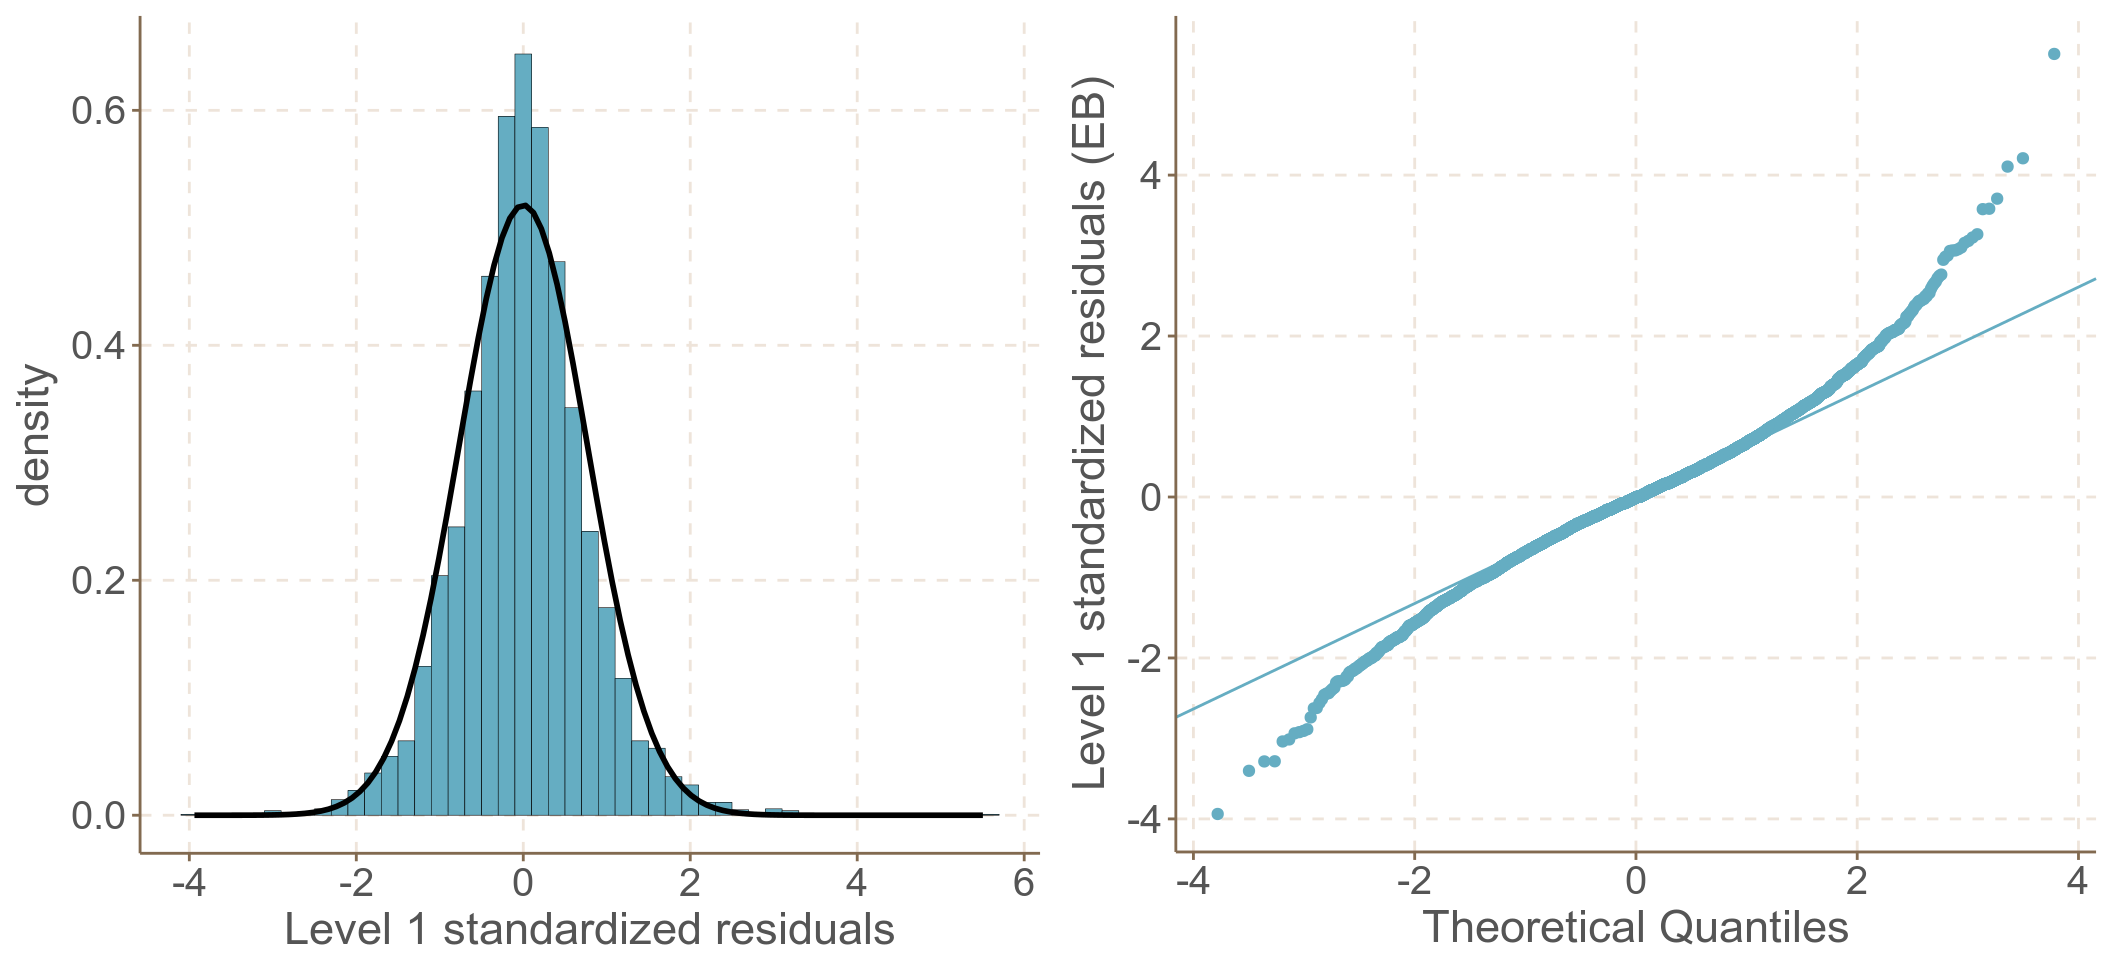 density
0.6
0.4
0.2
0.0
-4 -2 0 2 4 6
Level 1 standardized residuals
Level 1 standardized residuals (EB)
4
2
0
-2
-4
-4 -2 0 2 4
Theoretical Quantiles